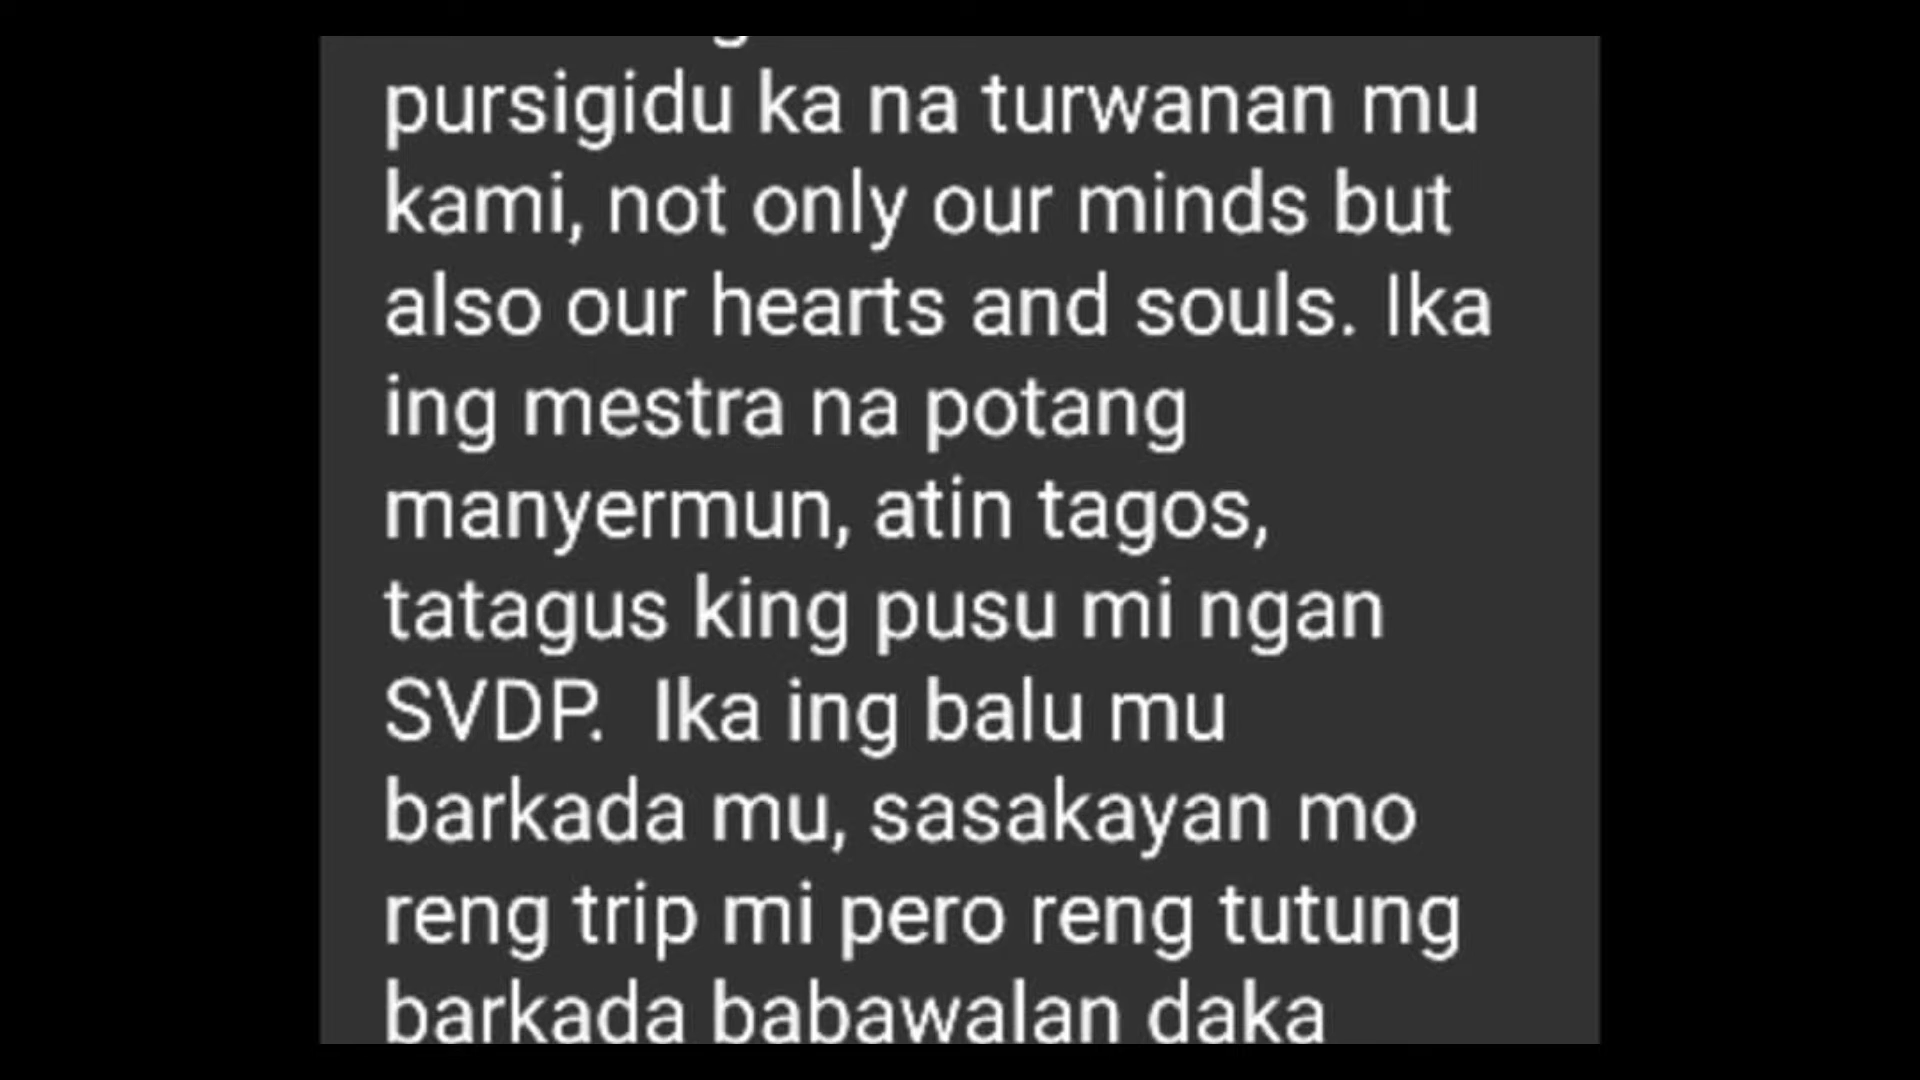 pursigidu ka na turwanan mu
kami, not only our minds but
also our hearts and souls. Ika
ing mestra na potang
manyermun, atin tagos,
tatagus king pusu mi ngan
SVDP.  Ika ing balu mu
barkada mu, sasakayan mo
reng trip mi pero reng tutung
barkada babawalan daka